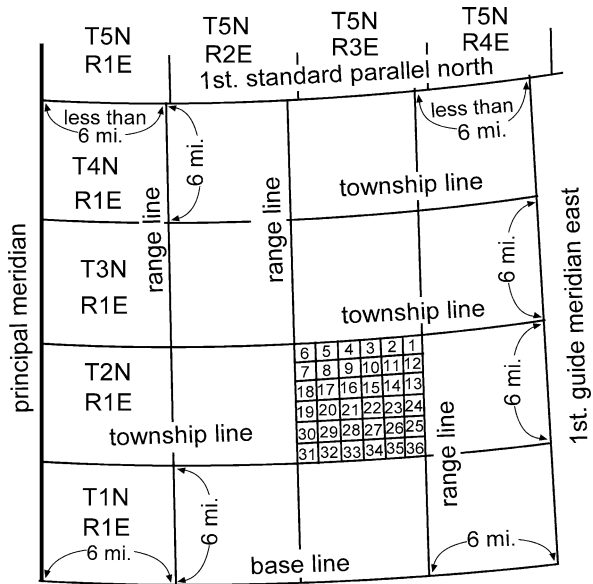 T5N
R1E
T5N
R2E
T5N
R3E
T5N
R4E
1st. standard parallel north
less than
6 mi.
6 mi.
less than
6 mi.
T4N
R1E
range line
range line
township line
principal meridian
T3N
R1E
6 mi.
1st. guide meridian east
township line
T2N
R1E
6 5 4 3 2 1
7 8 9 10 11 12
18 17 16 15 14 13
19 20 21 22 23 24
30 29 28 27 26 25
31 32 33 34 35 36
6 mi.
township line
range line
T1N
R1E
6 mi.
6 mi.
6 mi.
base line